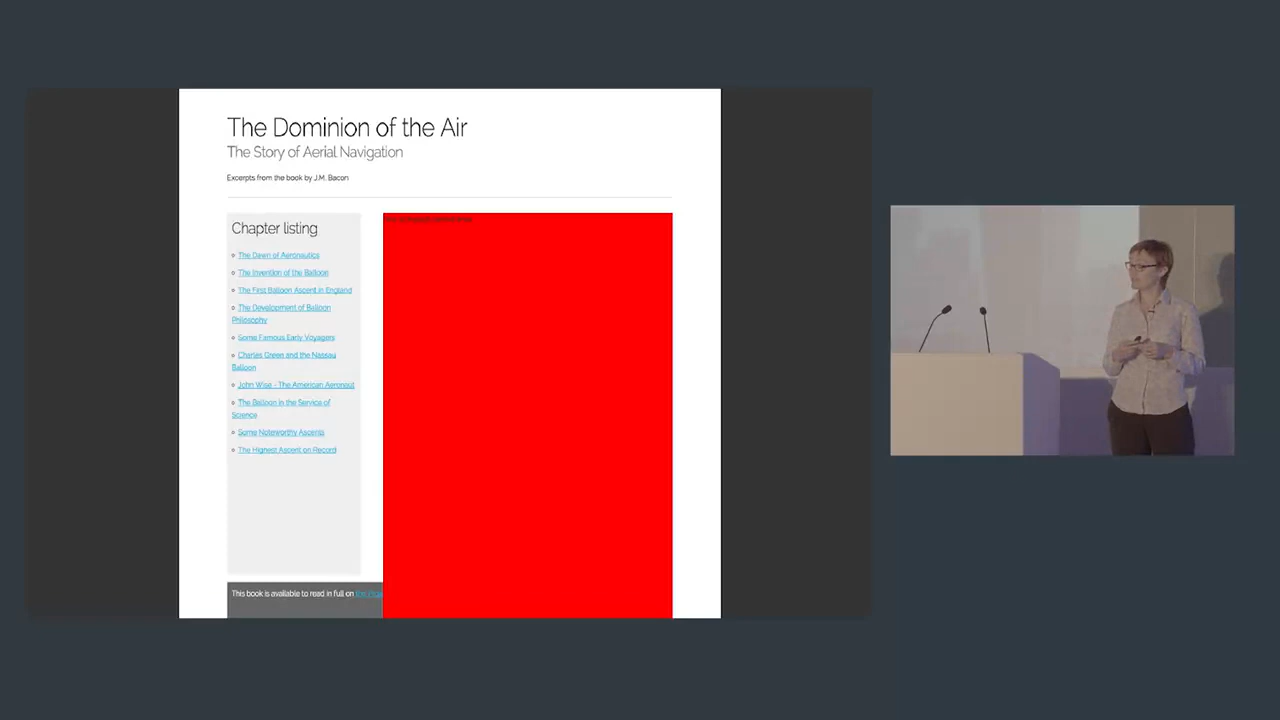 The Dominion of the Air
The Story of Aerial Navigation
Excerpts from the book by J.M. Bacon
Chapter listing
The Dawn of Aeronautics
The Invention of the Balloon
The First Balloon Ascent in England
The Development of Balloon
Philosophy
Some Famous Early Voyagers
Charles Green and the Nassau
Balloon
John Wise - The American Aeronaut
The Balloon in the Service of
Science
Some Noteworthy Ascents
The Highest Ascent on Record
This book is available to read in full on